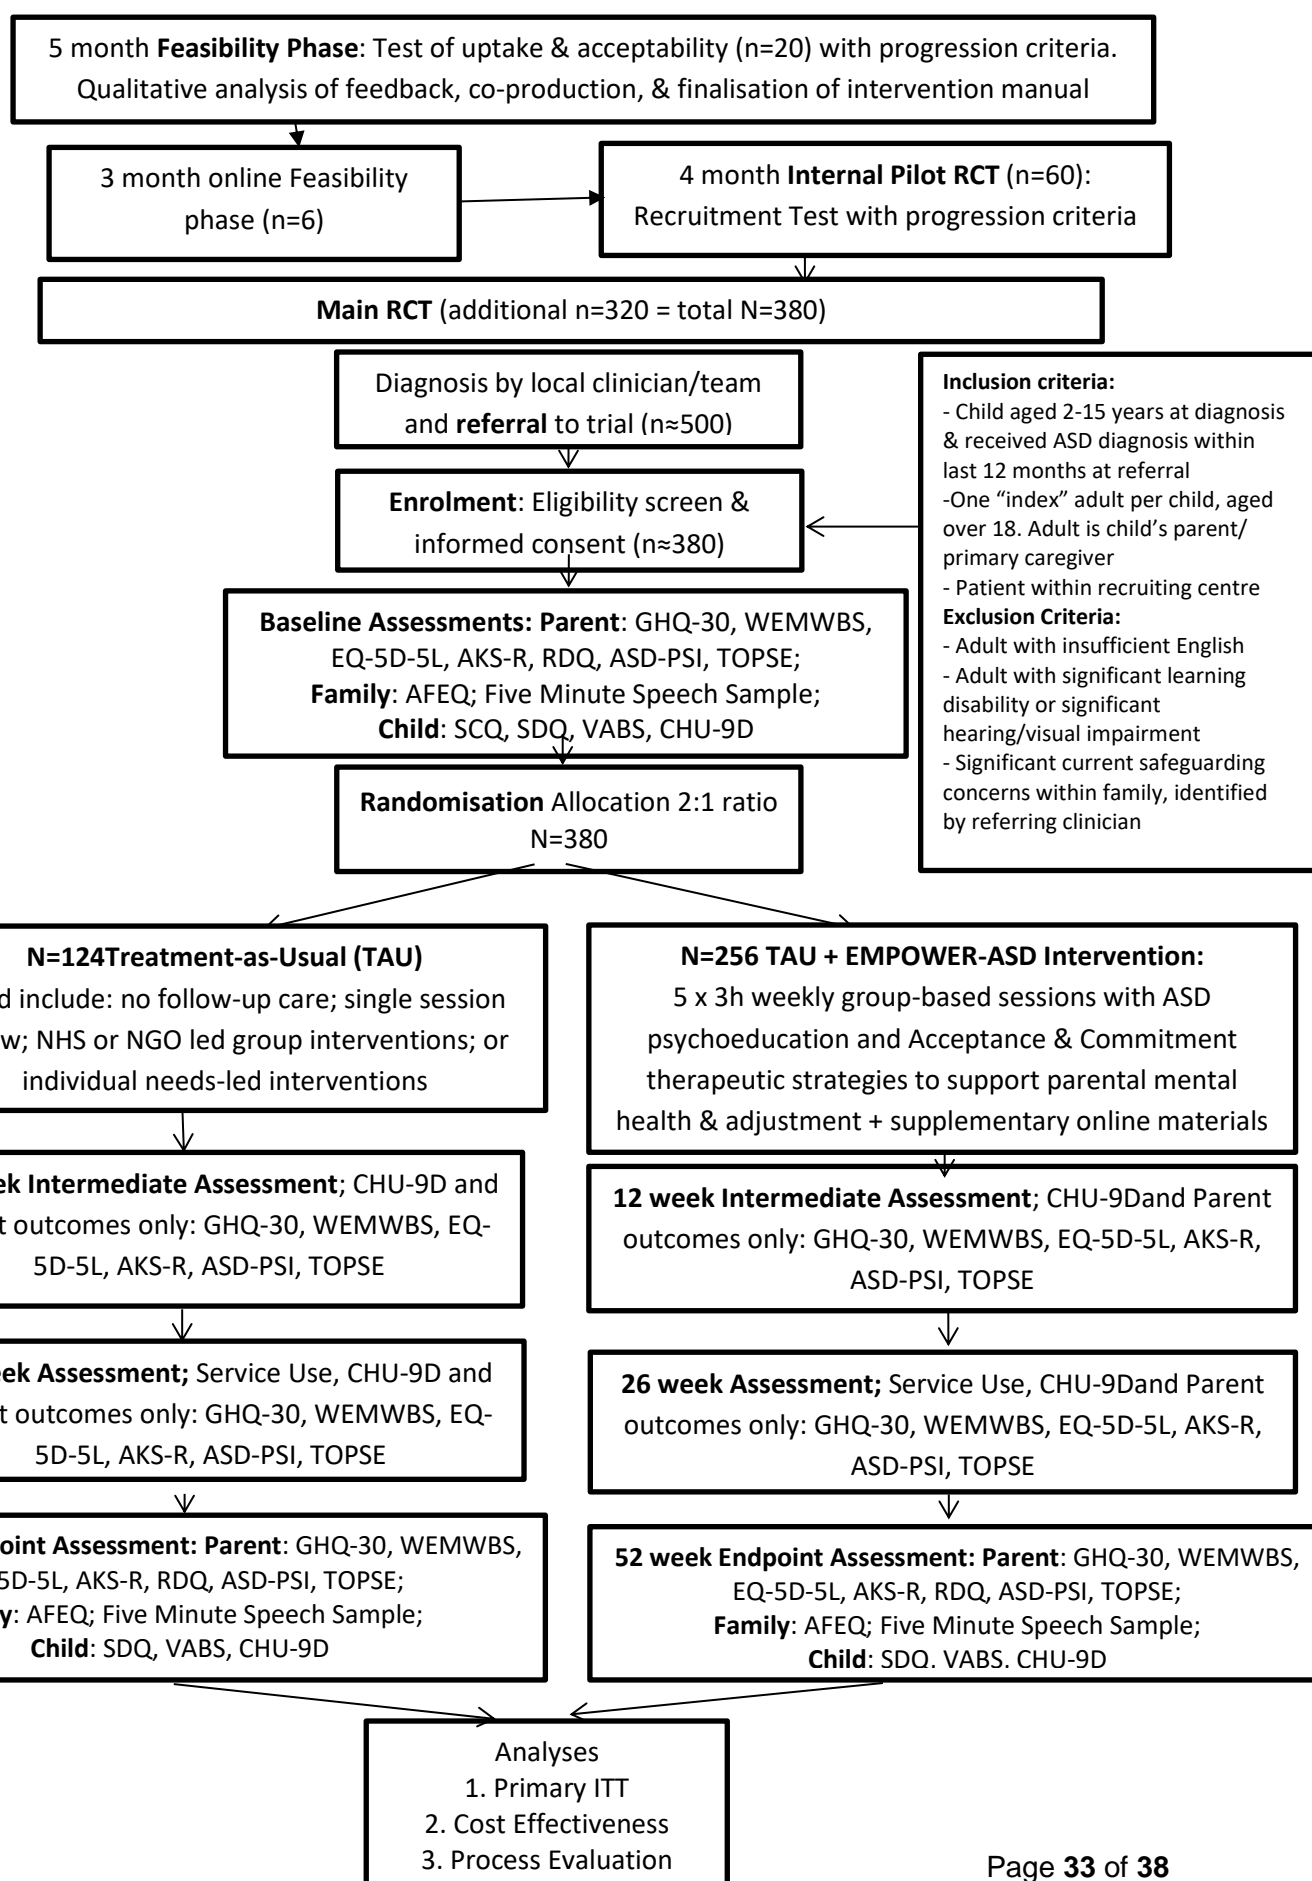 5 month Feasibility Phase: Test of uptake & acceptability (n=20) with progression criteria.
Qualitative analysis of feedback, co-production, & finalisation of intervention manual
3 month online Feasibility
phase (n=6)
4 month Internal Pilot RCT (n=60):
Recruitment Test with progression criteria
Main RCT (additional n=320 = total N=380)
Diagnosis by local clinician/team
and referral to trial (n≈500)
Enrolment: Eligibility screen &
informed consent (n≈380)
Inclusion criteria:
- Child aged 2-15 years at diagnosis
& received ASD diagnosis within
last 12 months at referral
-One “index” adult per child, aged
over 18. Adult is child’s parent/
primary caregiver
- Patient within recruiting centre
Exclusion Criteria:
- Adult with insufficient English
- Adult with significant learning
disability or significant
hearing/visual impairment
- Significant current safeguarding
concerns within family, identified
by referring clinician
Baseline Assessments: Parent: GHQ-30, WEMWBS,
EQ-5D-5L, AKS-R, RDQ, ASD-PSI, TOPSE;
Family: AFEQ; Five Minute Speech Sample;
Child: SCQ, SDQ, VABS, CHU-9D
Randomisation Allocation 2:1 ratio
N=380
N=124Treatment-as-Usual (TAU)
d include: no follow-up care; single session
w; NHS or NGO led group interventions; or
individual needs-led interventions
N=256 TAU + EMPOWER-ASD Intervention:
5 x 3h weekly group-based sessions with ASD
psychoeducation and Acceptance & Commitment
therapeutic strategies to support parental mental
health & adjustment + supplementary online materials
ek Intermediate Assessment; CHU-9D and
t outcomes only: GHQ-30, WEMWBS, EQ-
5D-5L, AKS-R, ASD-PSI, TOPSE
12 week Intermediate Assessment; CHU-9Dand Parent
outcomes only: GHQ-30, WEMWBS, EQ-5D-5L, AKS-R,
ASD-PSI, TOPSE
eek Assessment; Service Use, CHU-9D and
t outcomes only: GHQ-30, WEMWBS, EQ-
5D-5L, AKS-R, ASD-PSI, TOPSE
26 week Assessment; Service Use, CHU-9Dand Parent
outcomes only: GHQ-30, WEMWBS, EQ-5D-5L, AKS-R,
ASD-PSI, TOPSE
oint Assessment: Parent: GHQ-30, WEMWBS,
5D-5L, AKS-R, RDQ, ASD-PSI, TOPSE;
y: AFEQ; Five Minute Speech Sample;
Child: SDQ, VABS, CHU-9D
52 week Endpoint Assessment: Parent: GHQ-30, WEMWBS,
EQ-5D-5L, AKS-R, RDQ, ASD-PSI, TOPSE;
Family: AFEQ; Five Minute Speech Sample;
Child: SDQ, VABS, CHU-9D
Analyses
1. Primary ITT
2. Cost Effectiveness
3. Process Evaluation
Page 33 of 38